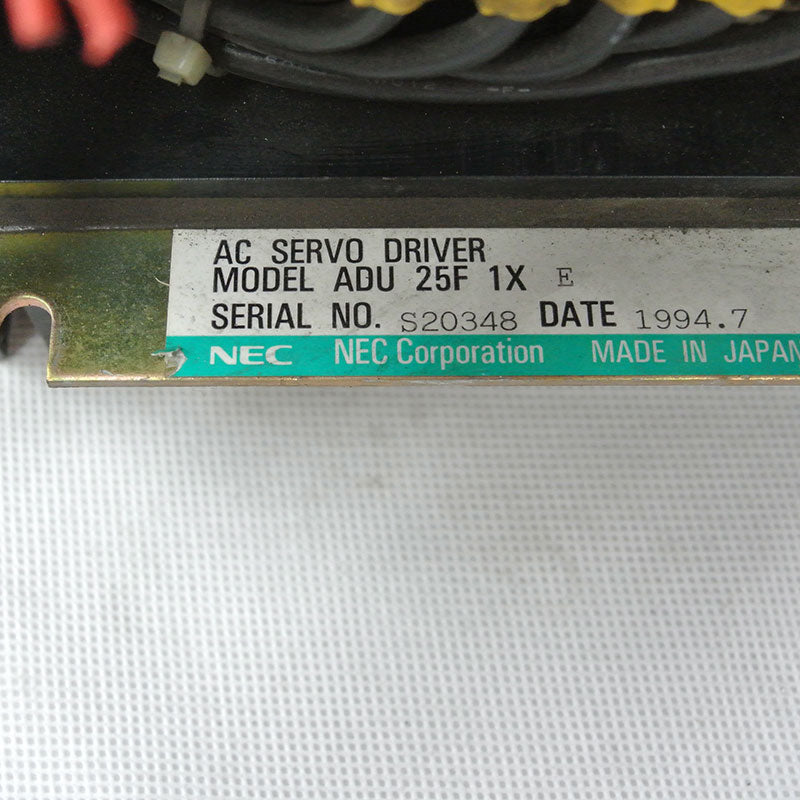 AC SERVO DRIVER
MODEL ADU 25F 1X E
SERIAL NO. S20348 DATE 1994.7
NEC NEC Corporation MADE IN JAPAN